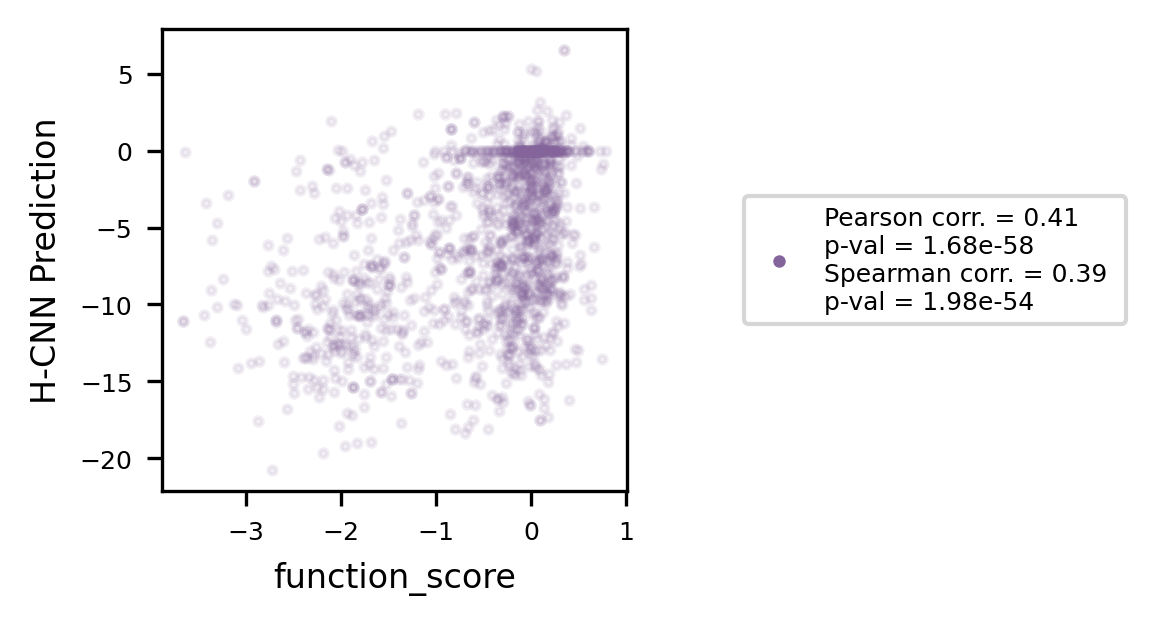 H-CNN Prediction
5
0
−5
−10
−15
−20
−3
−2
−1
0
1
function_score
Pearson corr. = 0.41
p-val = 1.68e-58
Spearman corr. = 0.39
p-val = 1.98e-54